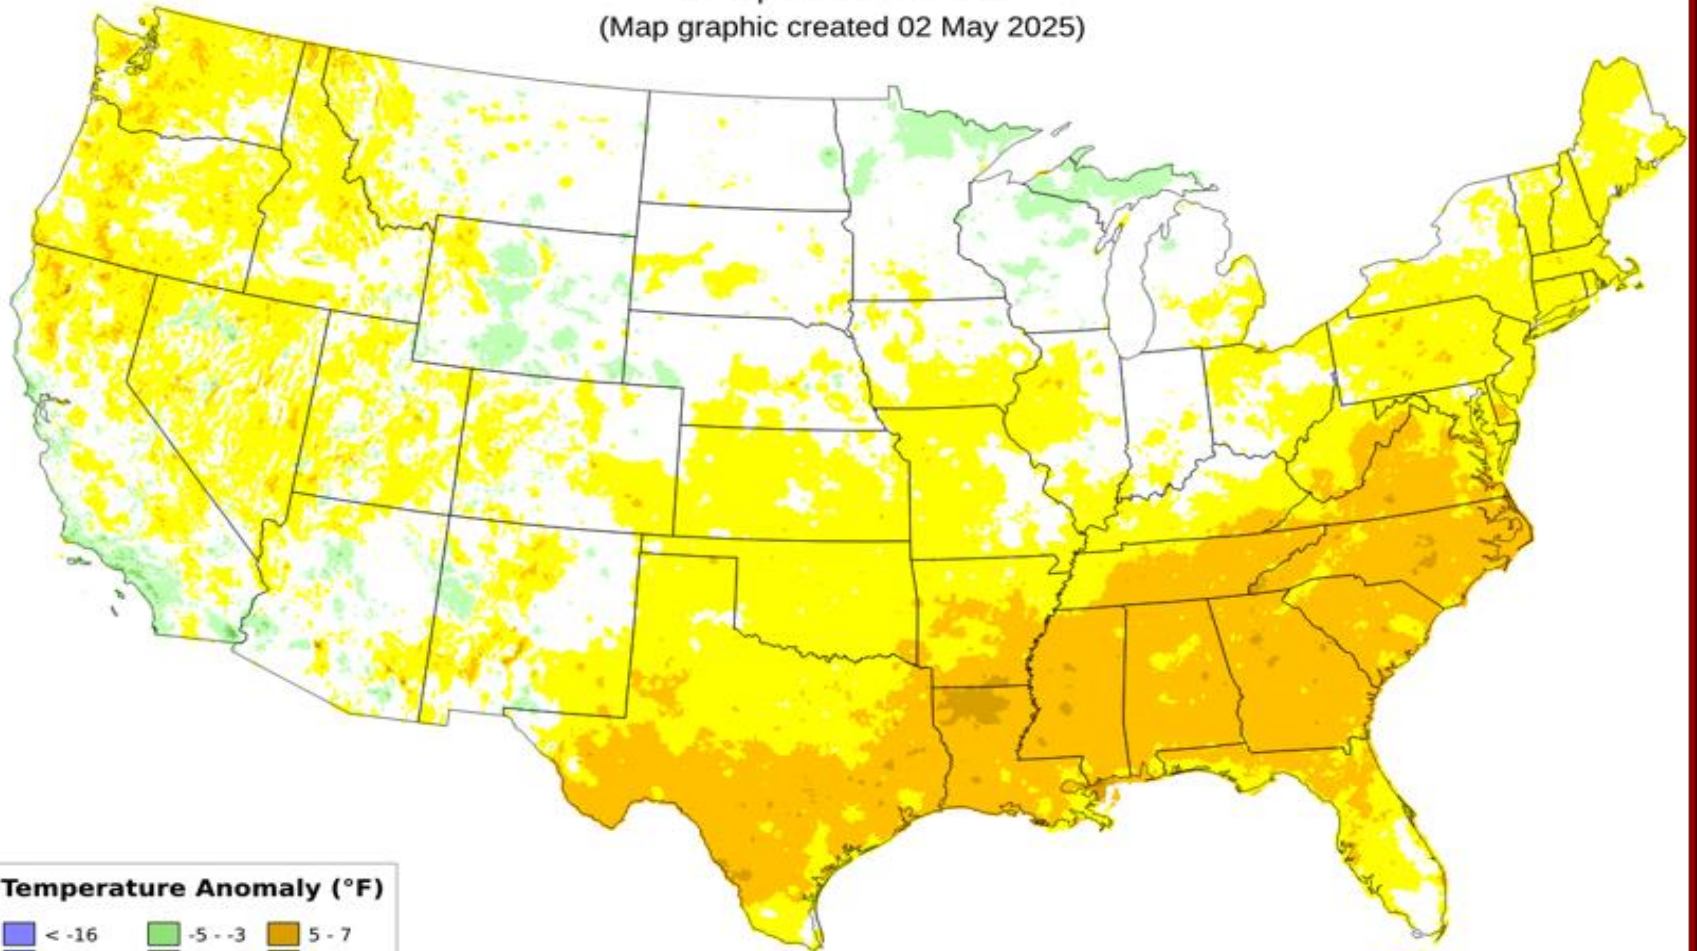 (Map graphic created 02 May 2025)
Temperature Anomaly (°F)
< -16 -5 - -3 5 - 7